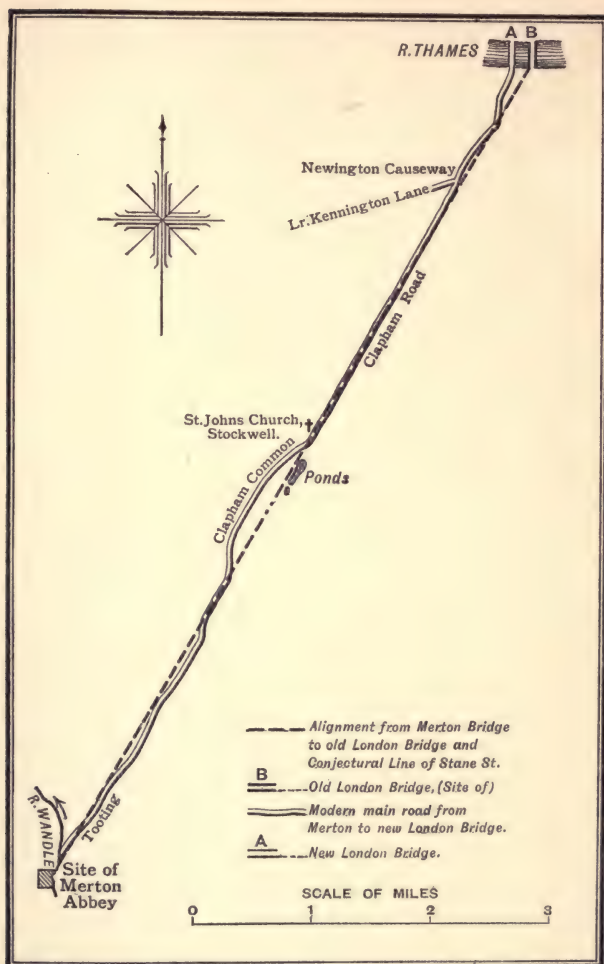 A B
R. THAMES
Newington Causeway
Lr. Kennington Lane
Clapham Road
St. Johns Church,
Stockwell.
Clapham Common
Ponds
Tooting
R. WANDLE
Site of
Merton
Abbey
Alignment from Merton Bridge
to old London Bridge and
Conjectural Line of Stane St.
B
Old London Bridge, (Site of)
Modern main road from
Merton to new London Bridge.
A
New London Bridge.
SCALE OF MILES
0 1 2 3